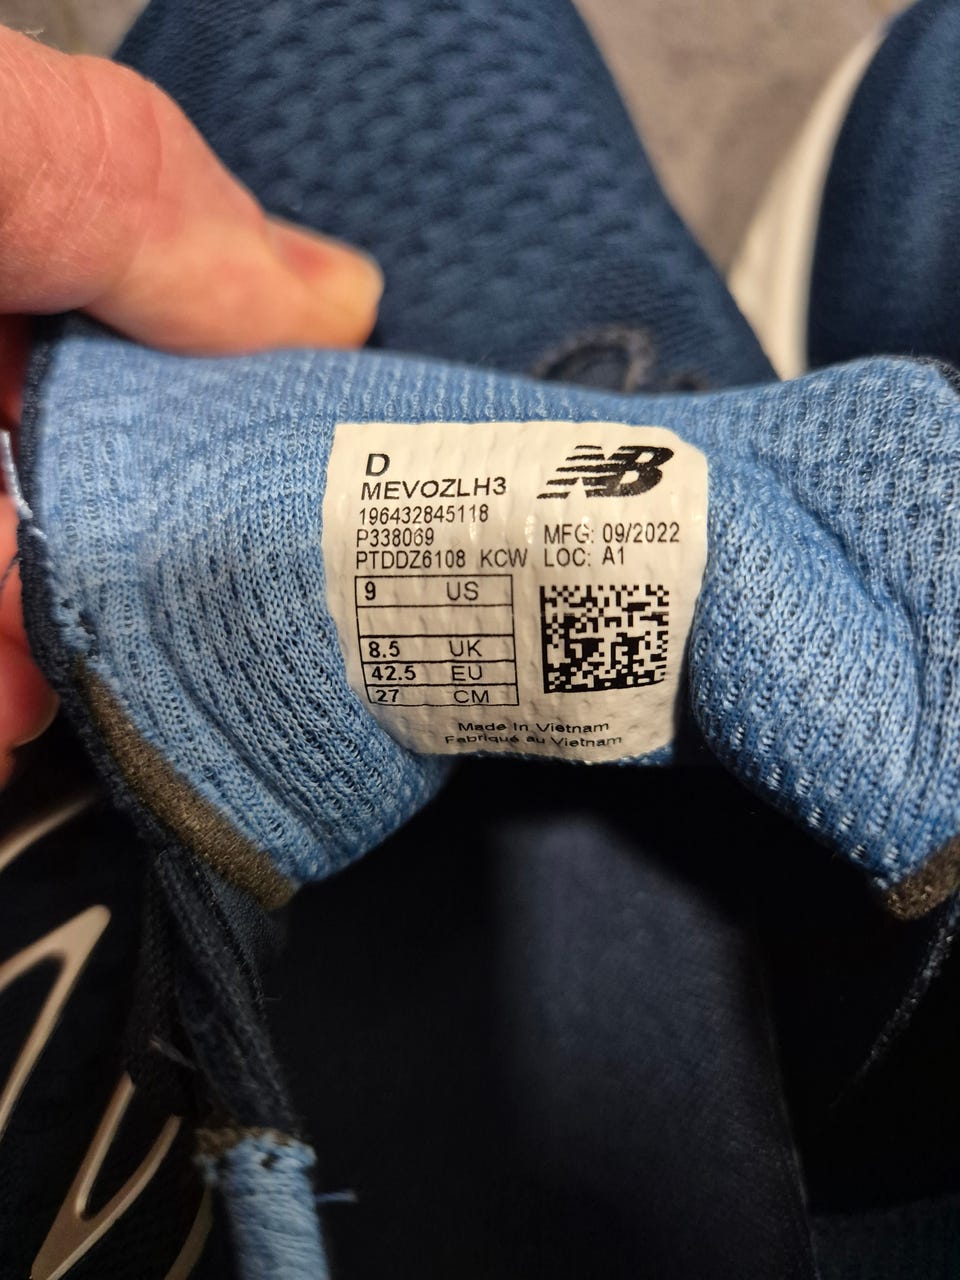 D
MEVOZLH3
196432845118
P338069
PTDDZ6108 KCW
NB
MFG: 09/2022
LOC: A1
9 US
8.5 UK
42.5 EU
27 CM
Made in Vietnam
Fabriqué au Vietnam